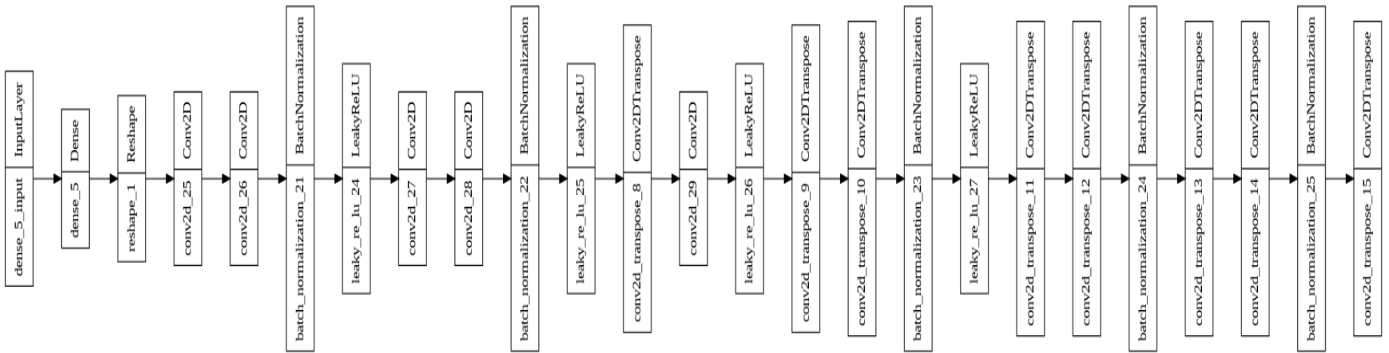 dense_5_input InputLayer
dense_5 Dense
reshape_1 Reshape
conv2d_25 Conv2D
conv2d_26 Conv2D
batch_normalization_21 BatchNormalization
leaky_re_lu_24 LeakyReLU
conv2d_27 Conv2D
conv2d_28 Conv2D
batch_normalization_22 BatchNormalization
leaky_re_lu_25 LeakyReLU
conv2d_transpose_8 Conv2DTranspose
conv2d_29 Conv2D
leaky_re_lu_26 LeakyReLU
conv2d_transpose_9 Conv2DTranspose
conv2d_transpose_10 Conv2DTranspose
batch_normalization_23 BatchNormalization
leaky_re_lu_27 LeakyReLU
conv2d_transpose_11 Conv2DTranspose
conv2d_transpose_12 Conv2DTranspose
batch_normalization_24 BatchNormalization
conv2d_transpose_13 Conv2DTranspose
conv2d_transpose_14 Conv2DTranspose
batch_normalization_25 BatchNormalization
conv2d_transpose_15 Conv2DTranspose